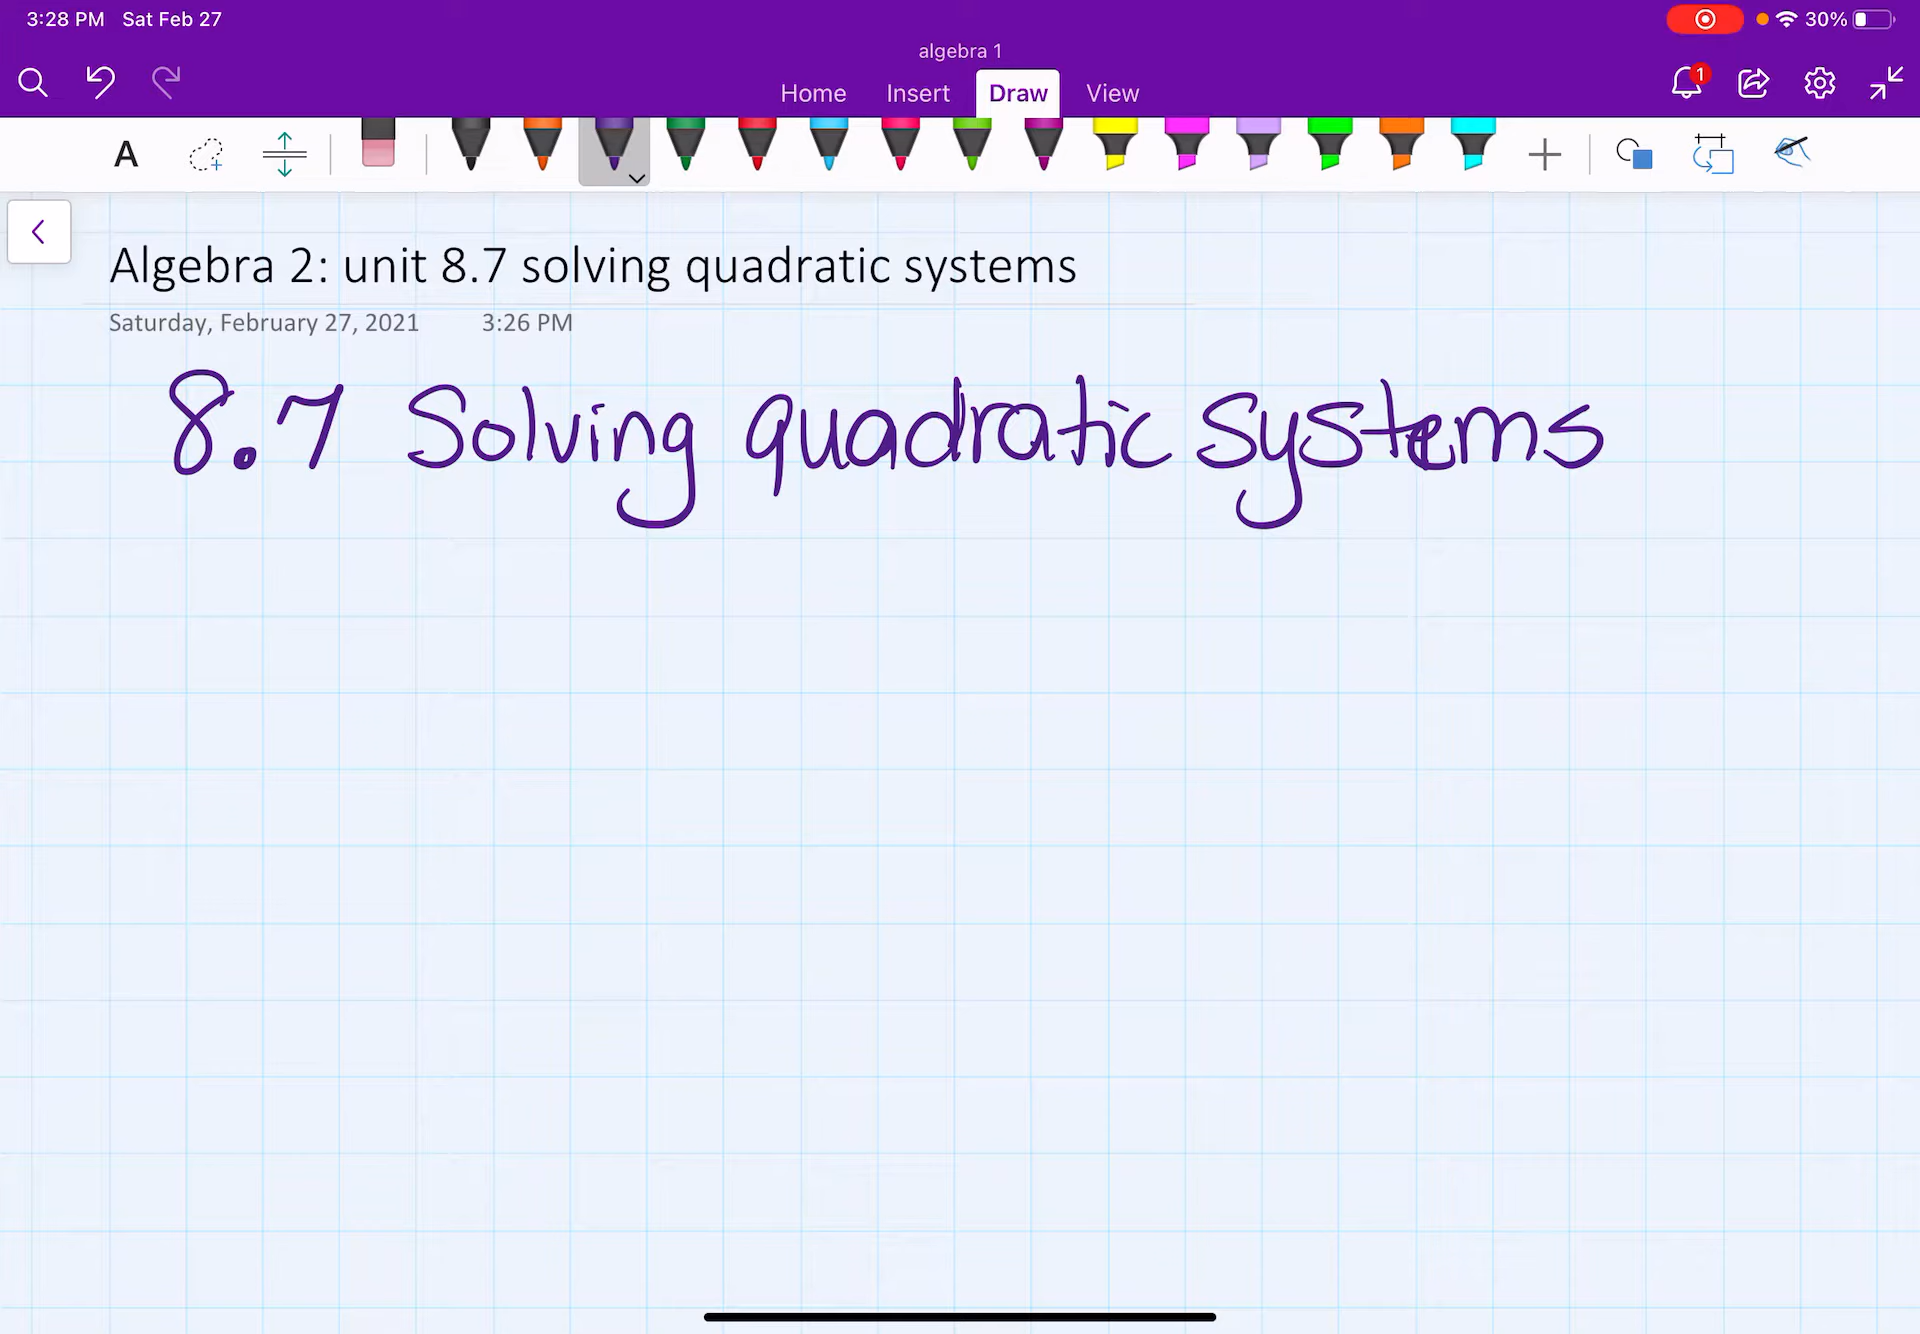 3:28 PM Sat Feb 27
30%
algebra 1
Home Insert Draw View
1
A
Algebra 2: unit 8.7 solving quadratic systems
Saturday, February 27, 2021 3:26 PM
8.7 Solving quadratic systems